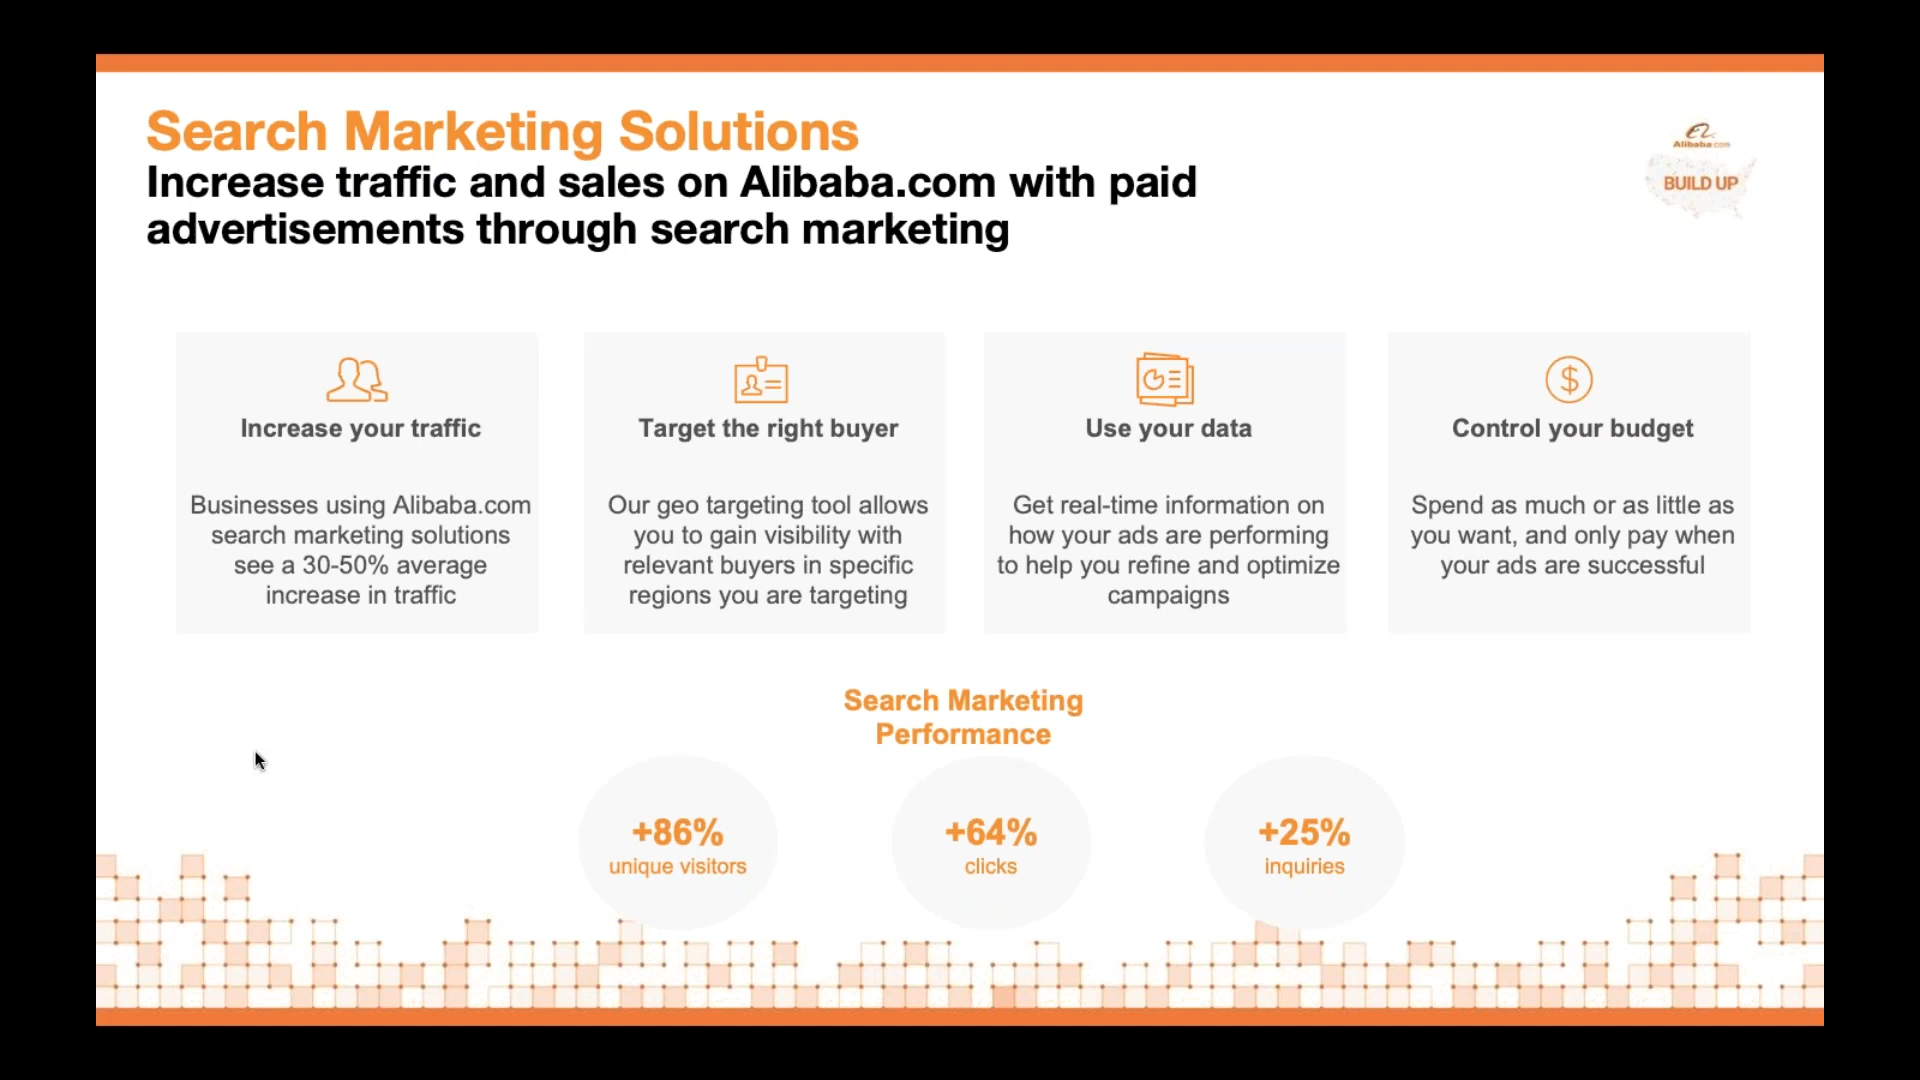 Search Marketing Solutions
Increase traffic and sales on Alibaba.com with paid
advertisements through search marketing
Alibaba.com
BUILD UP
Increase your traffic
Businesses using Alibaba.com
search marketing solutions
see a 30-50% average
increase in traffic
Target the right buyer
Our geo targeting tool allows
you to gain visibility with
relevant buyers in specific
regions you are targeting
Use your data
Get real-time information on
how your ads are performing
to help you refine and optimize
campaigns
Control your budget
Spend as much or as little as
you want, and only pay when
your ads are successful
Search Marketing
Performance
+86%
unique visitors
+64%
clicks
+25%
inquiries